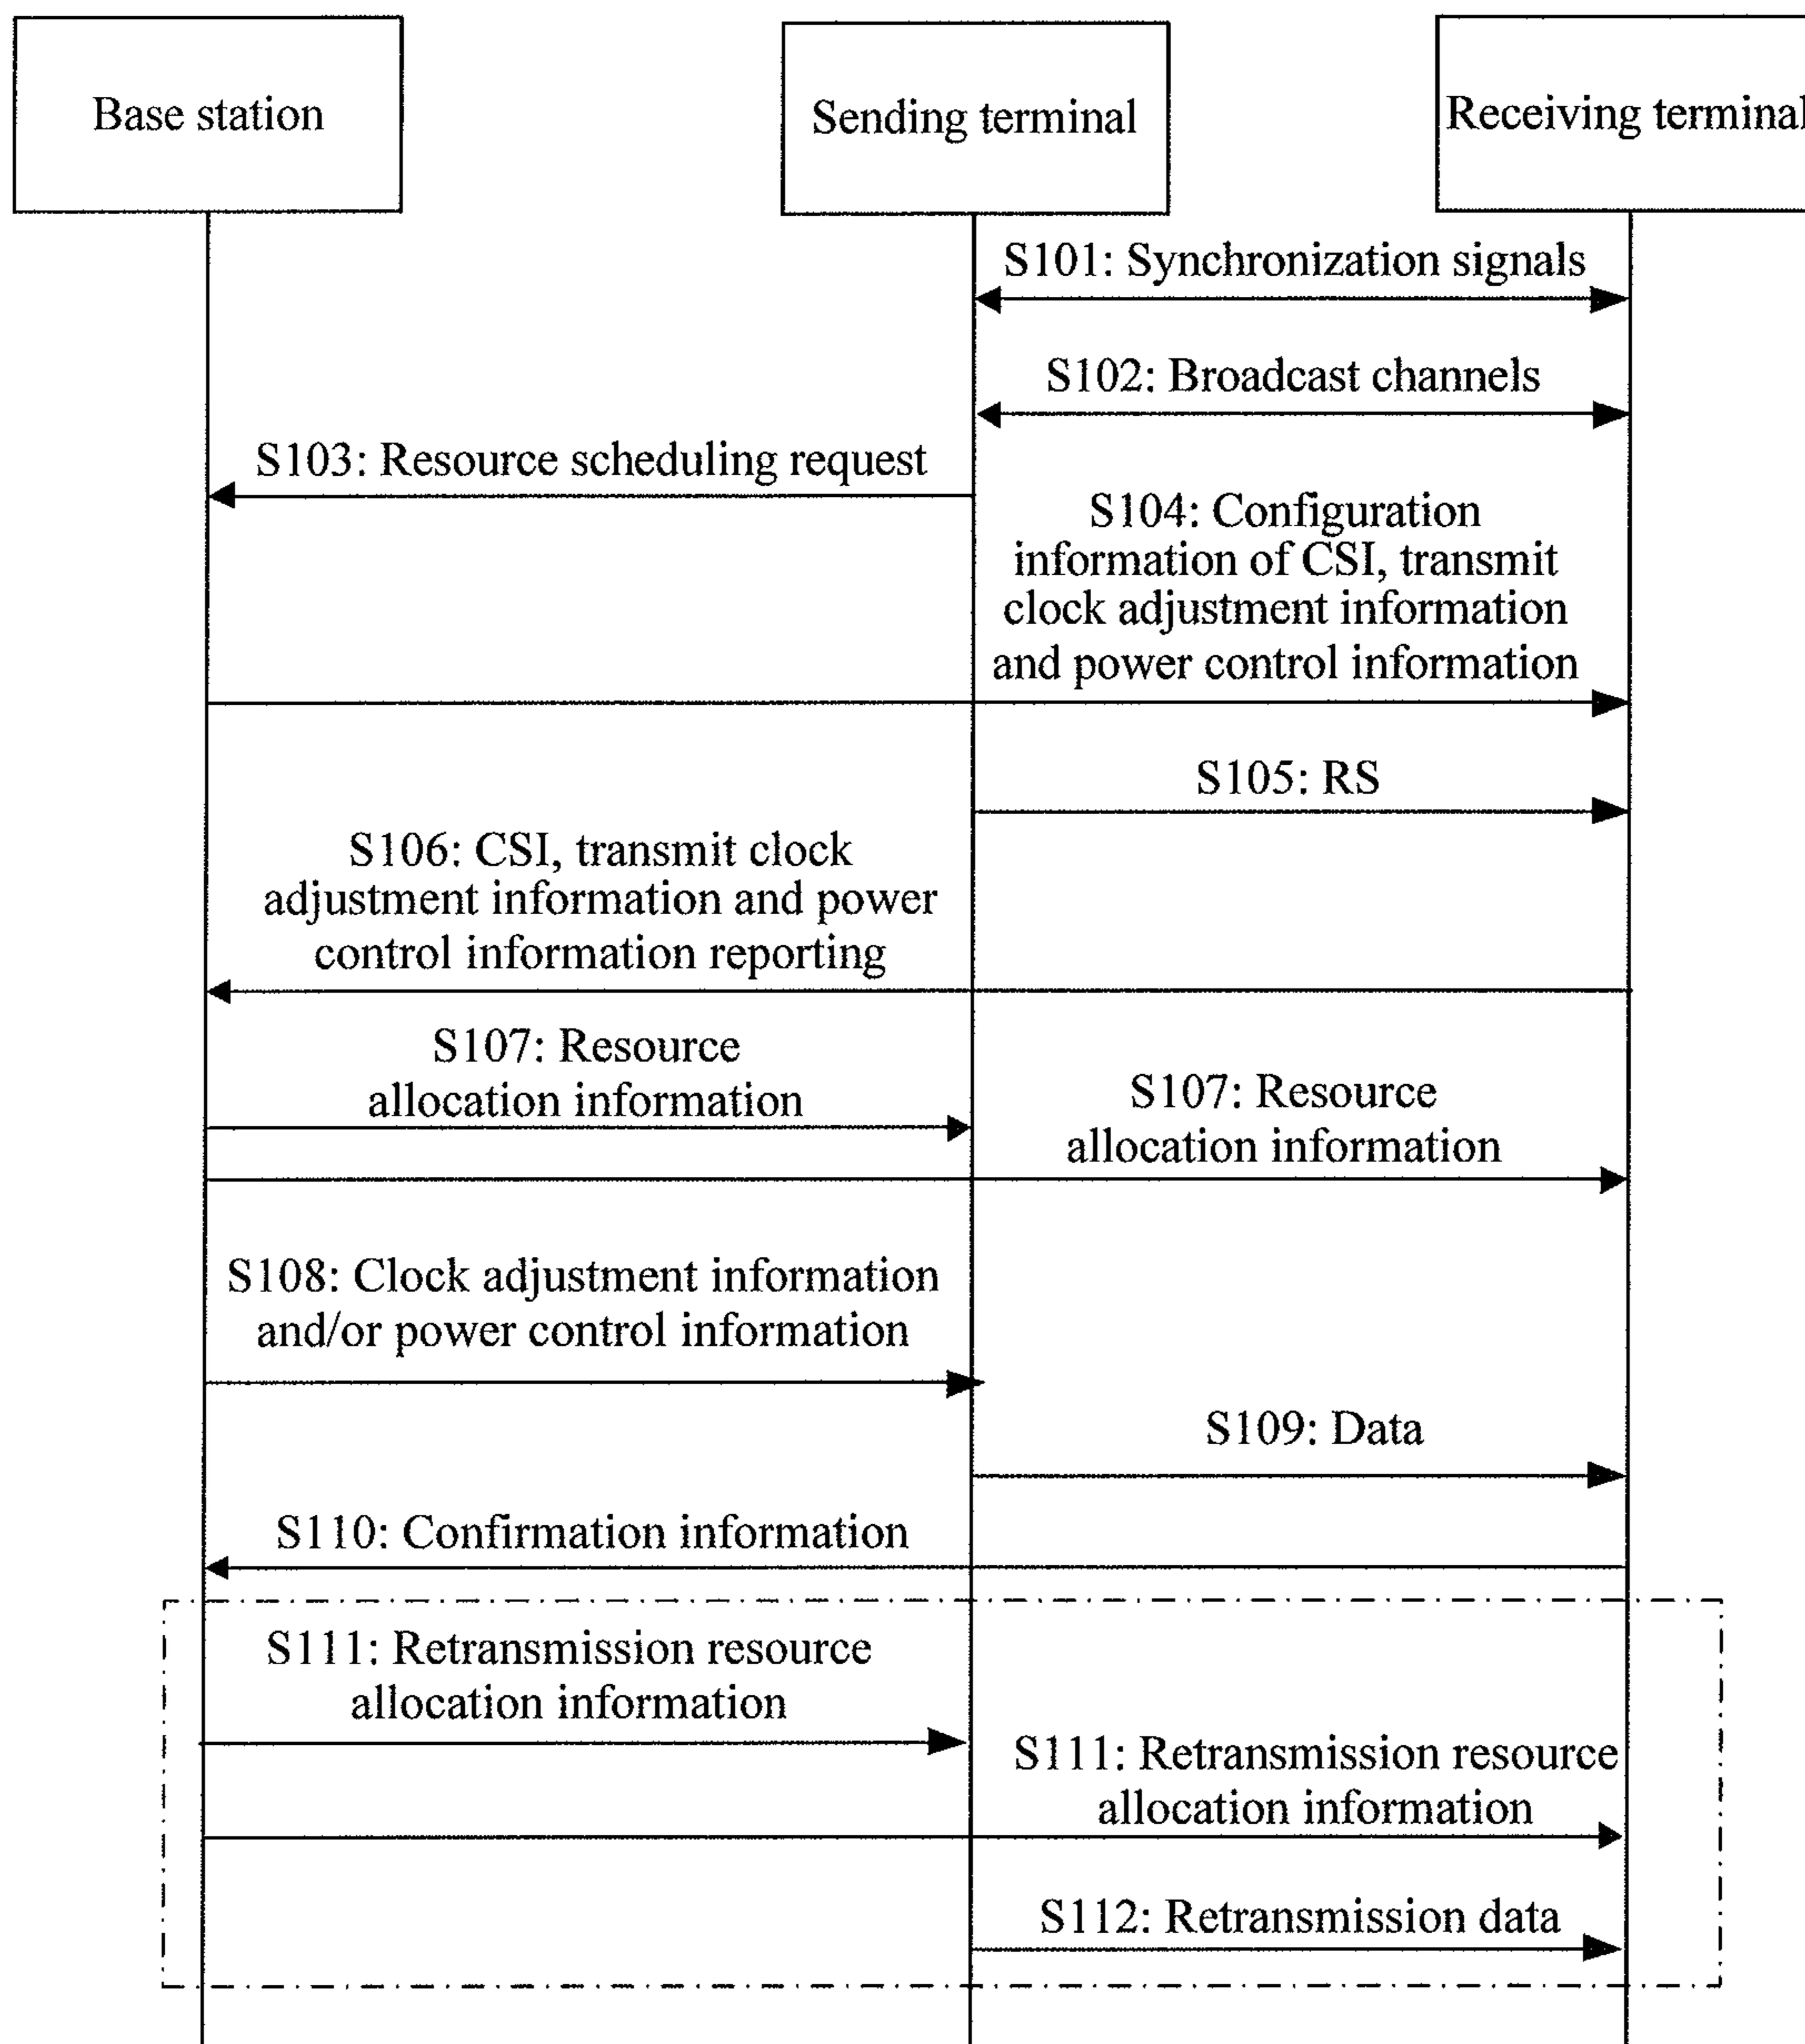 Base station
Sending terminal
Receiving terminal
S101: Synchronization signals
S102: Broadcast channels
S103: Resource scheduling request
S104: Configuration
information of CSI, transmit
clock adjustment information
and power control information
S105: RS
S106: CSI, transmit clock
adjustment information and power
control information reporting
S107: Resource
allocation information
S107: Resource
allocation information
S108: Clock adjustment information
and/or power control information
S109: Data
S110: Confirmation information
S111: Retransmission resource
allocation information
S111: Retransmission resource
allocation information
S112: Retransmission data